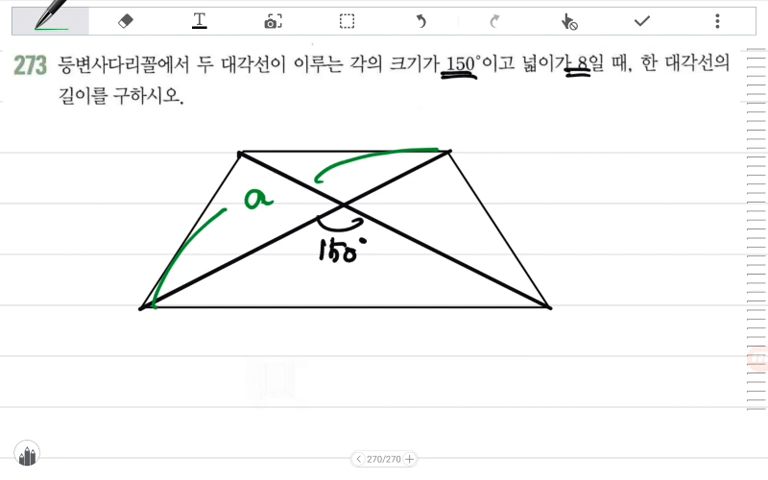 273 등변사다리꼴에서 두 대각선이 이루는 각의 크기가 150°이고 넓이가 8일 때, 한 대각선의
길이를 구하시오.
a
150°
270/270